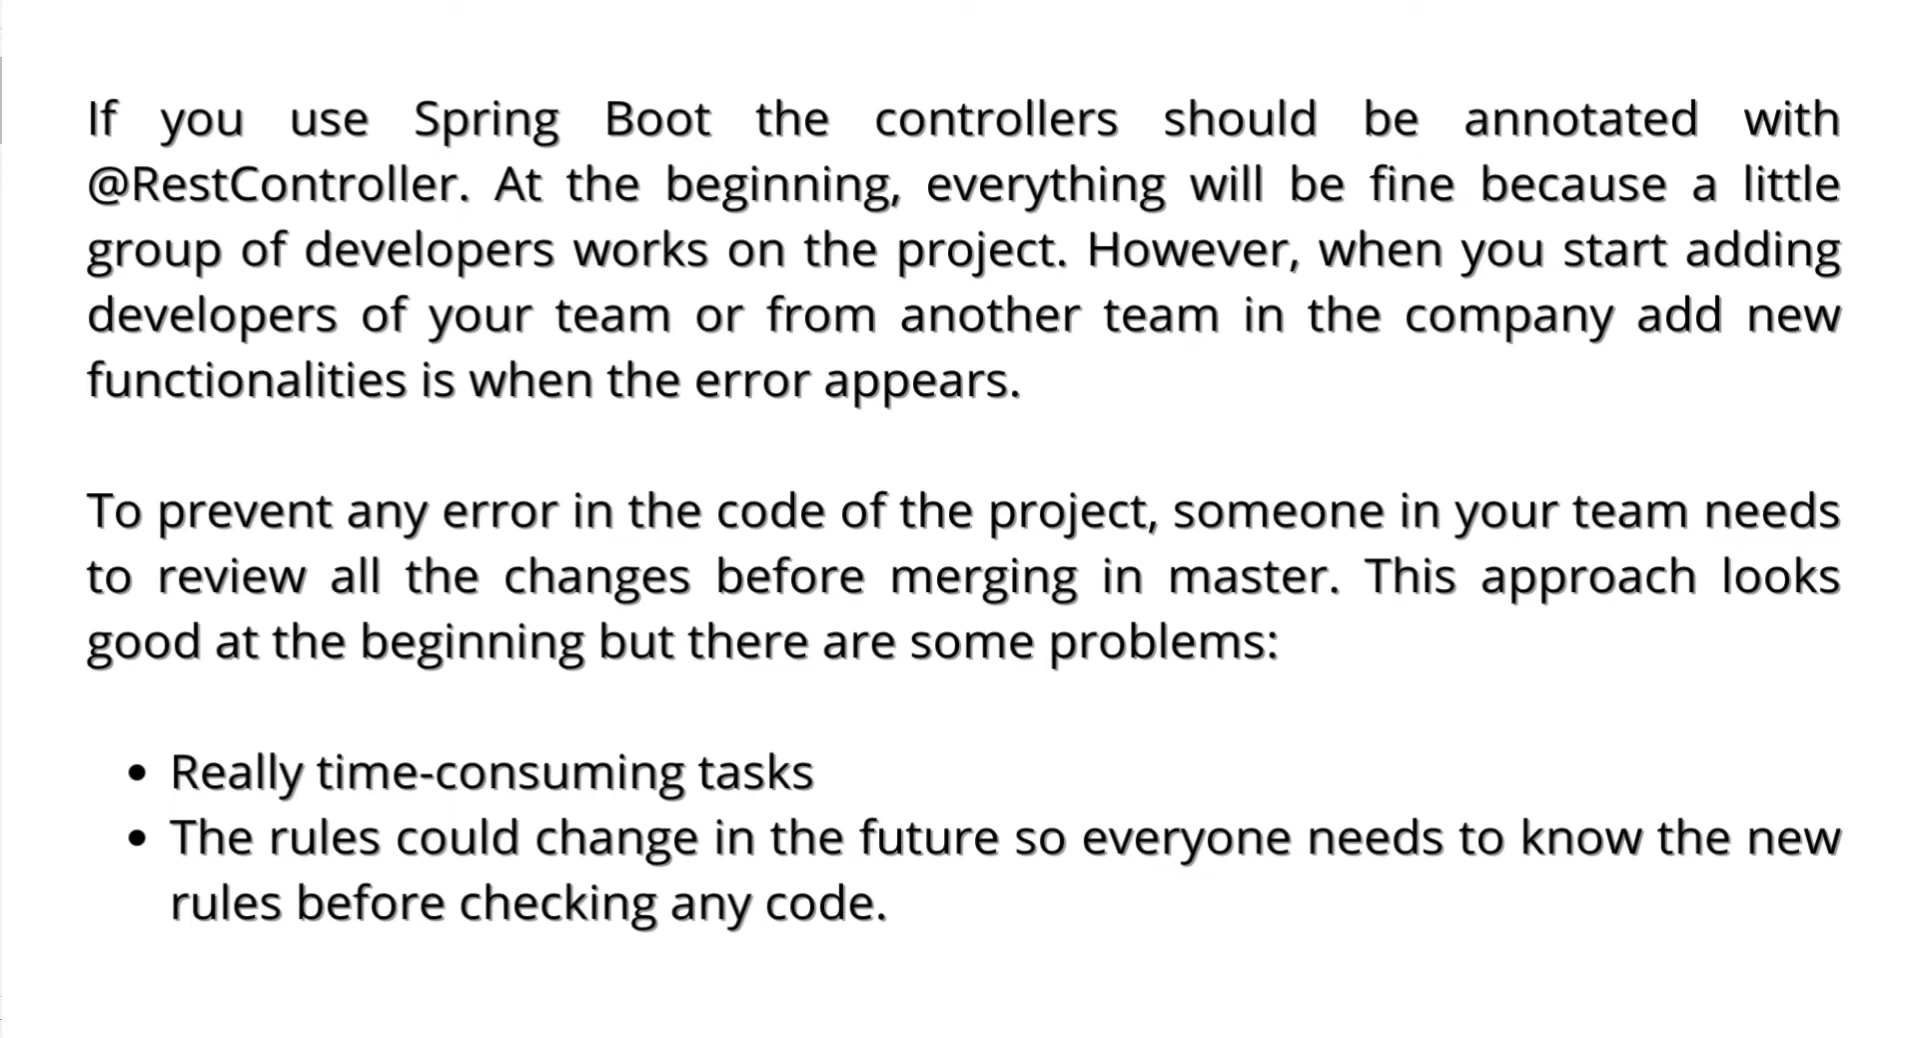 If you use Spring Boot the controllers should be annotated with
@RestController. At the beginning, everything will be fine because a little
group of developers works on the project. However, when you start adding
developers of your team or from another team in the company add new
functionalities is when the error appears.
To prevent any error in the code of the project, someone in your team needs
to review all the changes before merging in master. This approach looks
good at the beginning but there are some problems:
• Really time-consuming tasks
• The rules could change in the future so everyone needs to know the new
rules before checking any code.